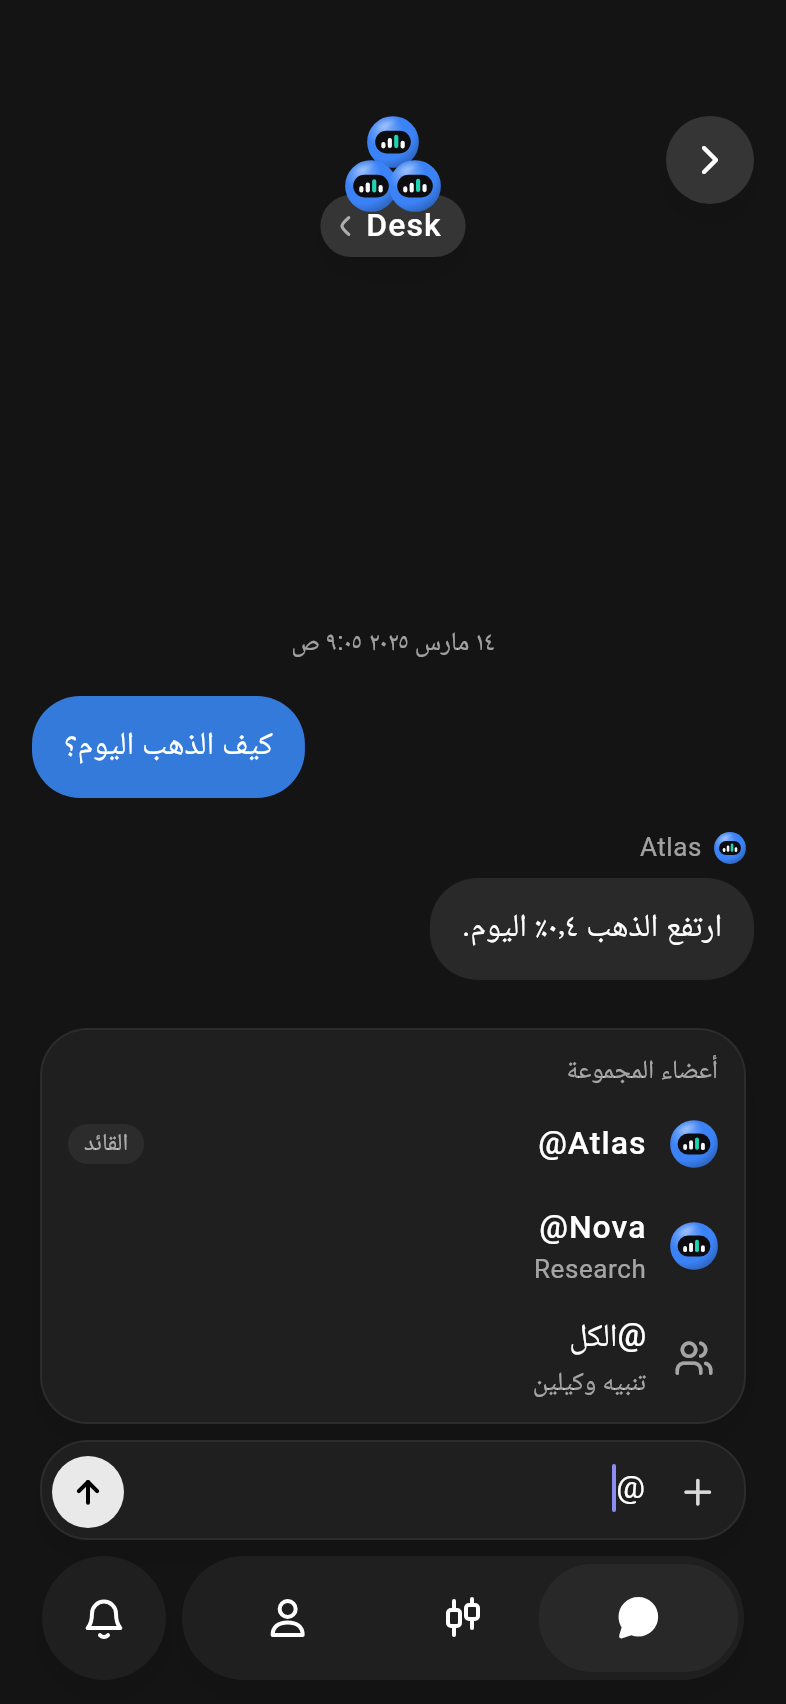 Desk
١٤ مارس ٢٠٢٥ ٩:٠٥ ص
كيف الذهب اليوم؟
Atlas
ارتفع الذهب ٠,٤٪ اليوم.
أعضاء المجموعة
@Atlas
القائد
@Nova
Research
@الكل
تنبيه وكيلين
@